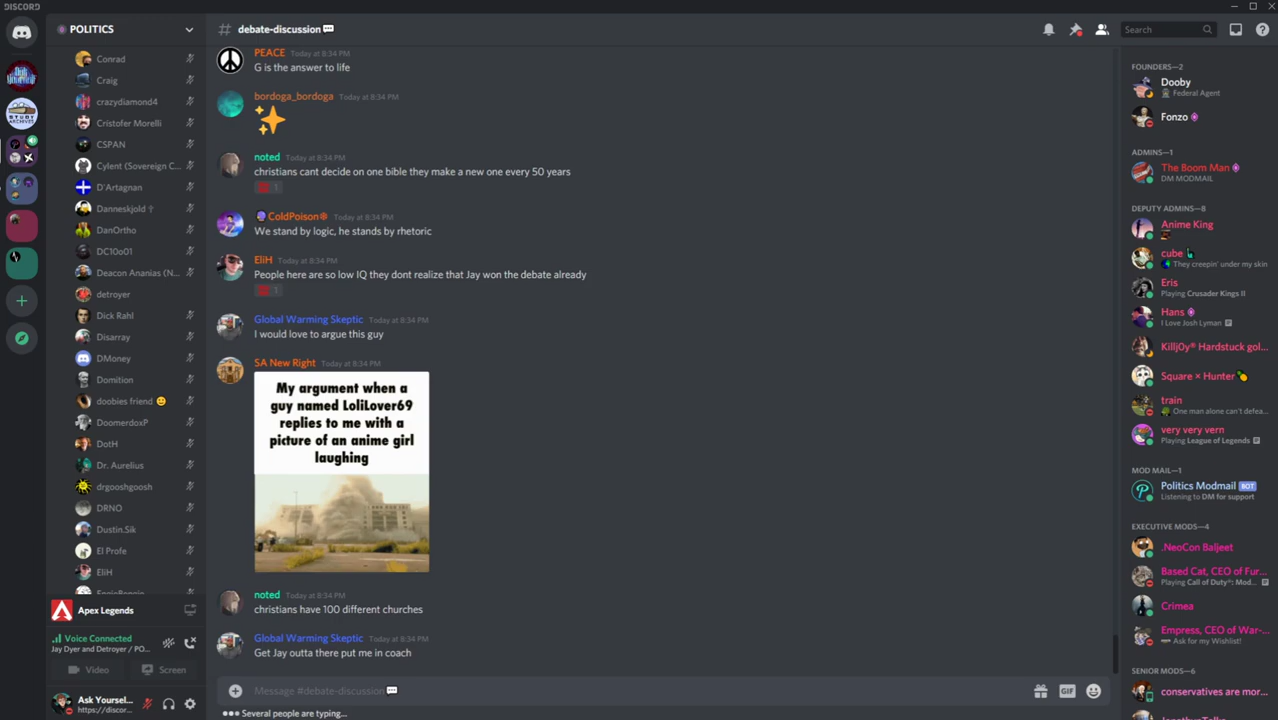 DISCORD
POLITICS
Conrad
Craig
crazydiamond4
Cristofer Morelli
CSPAN
Cylent (Sovereign C...
D'Artagnan
Danneskjold †
DanOrtho
DC10o01
Deacon Ananias (N...
detroyer
Dick Rahl
Disarray
DMoney
Domition
doobies friend 🙂
DoomerdoxP
DotH
Dr. Aurelius
drgooshgoosh
DRNO
Dustin.Sik
El Profe
EliH
Apex Legends
Voice Connected
Jay Dyer and Detroyer / PO...
Video Screen
Ask Yoursel...
https://discor...
# debate-discussion💬
Search
PEACE Today at 8:34 PM
G is the answer to life
bordoga_bordoga Today at 8:34 PM
✨
noted Today at 8:34 PM
christians cant decide on one bible they make a new one every 50 years
1
ColdPoison❄ Today at 8:34 PM
We stand by logic, he stands by rhetoric
EliH Today at 8:34 PM
People here are so low IQ they dont realize that Jay won the debate already
1
Global Warming Skeptic Today at 8:34 PM
I would love to argue this guy
SA New Right Today at 8:34 PM
My argument when a
guy named LoliLover69
replies to me with a
picture of an anime girl
laughing
noted Today at 8:34 PM
christians have 100 different churches
Global Warming Skeptic Today at 8:34 PM
Get Jay outta there put me in coach
Message #debate-discussion💬
GIF
Several people are typing...
FOUNDERS—2
Dooby
Federal Agent
Fonzo
ADMINS—1
The Boom Man
DM MODMAIL
DEPUTY ADMINS—8
Anime King
cube
They creepin' under my skin
Eris
Playing Crusader Kings II
Hans
I Love Josh Lyman
Killj0y® Hardstuck gol...
Square × Hunter 🍍
train
One man alone can't defea...
very very vern
Playing League of Legends
MOD MAIL—1
Politics Modmail BOT
Listening to DM for support
EXECUTIVE MODS—4
.NeoCon Baljeet
Based Cat, CEO of Fur...
Playing Call of Duty®: Mod...
Crimea
Empress, CEO of War-...
Ask for my Wishlist!
SENIOR MODS—6
conservatives are mor...